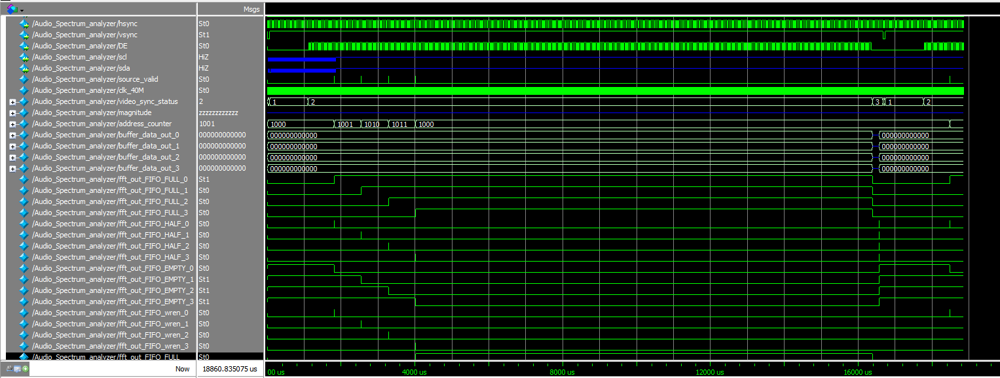 Msgs
/Audio_Spectrum_analyzer/hsync St0
/Audio_Spectrum_analyzer/vsync St1
/Audio_Spectrum_analyzer/DE St0
/Audio_Spectrum_analyzer/scl HiZ
/Audio_Spectrum_analyzer/sda HiZ
/Audio_Spectrum_analyzer/source_valid St0
/Audio_Spectrum_analyzer/clk_40M St0
/Audio_Spectrum_analyzer/video_sync_status 2 1 2 3 1 2
/Audio_Spectrum_analyzer/magnitude zzzzzzzzzzzz
/Audio_Spectrum_analyzer/address_counter 1001 1000 1001 1010 1011 1000
/Audio_Spectrum_analyzer/buffer_data_out_0 000000000000 000000000000 000000000000
/Audio_Spectrum_analyzer/buffer_data_out_1 000000000000 000000000000 000000000000
/Audio_Spectrum_analyzer/buffer_data_out_2 000000000000 000000000000 000000000000
/Audio_Spectrum_analyzer/buffer_data_out_3 000000000000 000000000000 000000000000
/Audio_Spectrum_analyzer/fft_out_FIFO_FULL_0 St1
/Audio_Spectrum_analyzer/fft_out_FIFO_FULL_1 St0
/Audio_Spectrum_analyzer/fft_out_FIFO_FULL_2 St0
/Audio_Spectrum_analyzer/fft_out_FIFO_FULL_3 St0
/Audio_Spectrum_analyzer/fft_out_FIFO_HALF_0 St0
/Audio_Spectrum_analyzer/fft_out_FIFO_HALF_1 St0
/Audio_Spectrum_analyzer/fft_out_FIFO_HALF_2 St0
/Audio_Spectrum_analyzer/fft_out_FIFO_HALF_3 St0
/Audio_Spectrum_analyzer/fft_out_FIFO_EMPTY_0 St0
/Audio_Spectrum_analyzer/fft_out_FIFO_EMPTY_1 St1
/Audio_Spectrum_analyzer/fft_out_FIFO_EMPTY_2 St1
/Audio_Spectrum_analyzer/fft_out_FIFO_EMPTY_3 St1
/Audio_Spectrum_analyzer/fft_out_FIFO_wren_0 St0
/Audio_Spectrum_analyzer/fft_out_FIFO_wren_1 St0
/Audio_Spectrum_analyzer/fft_out_FIFO_wren_2 St0
/Audio_Spectrum_analyzer/fft_out_FIFO_wren_3 St0
/Audio_Spectrum_analyzer/fft_out_FIFO_FULL St0
Now 18860.835075 us 00 us 4000 us 8000 us 12000 us 16000 us